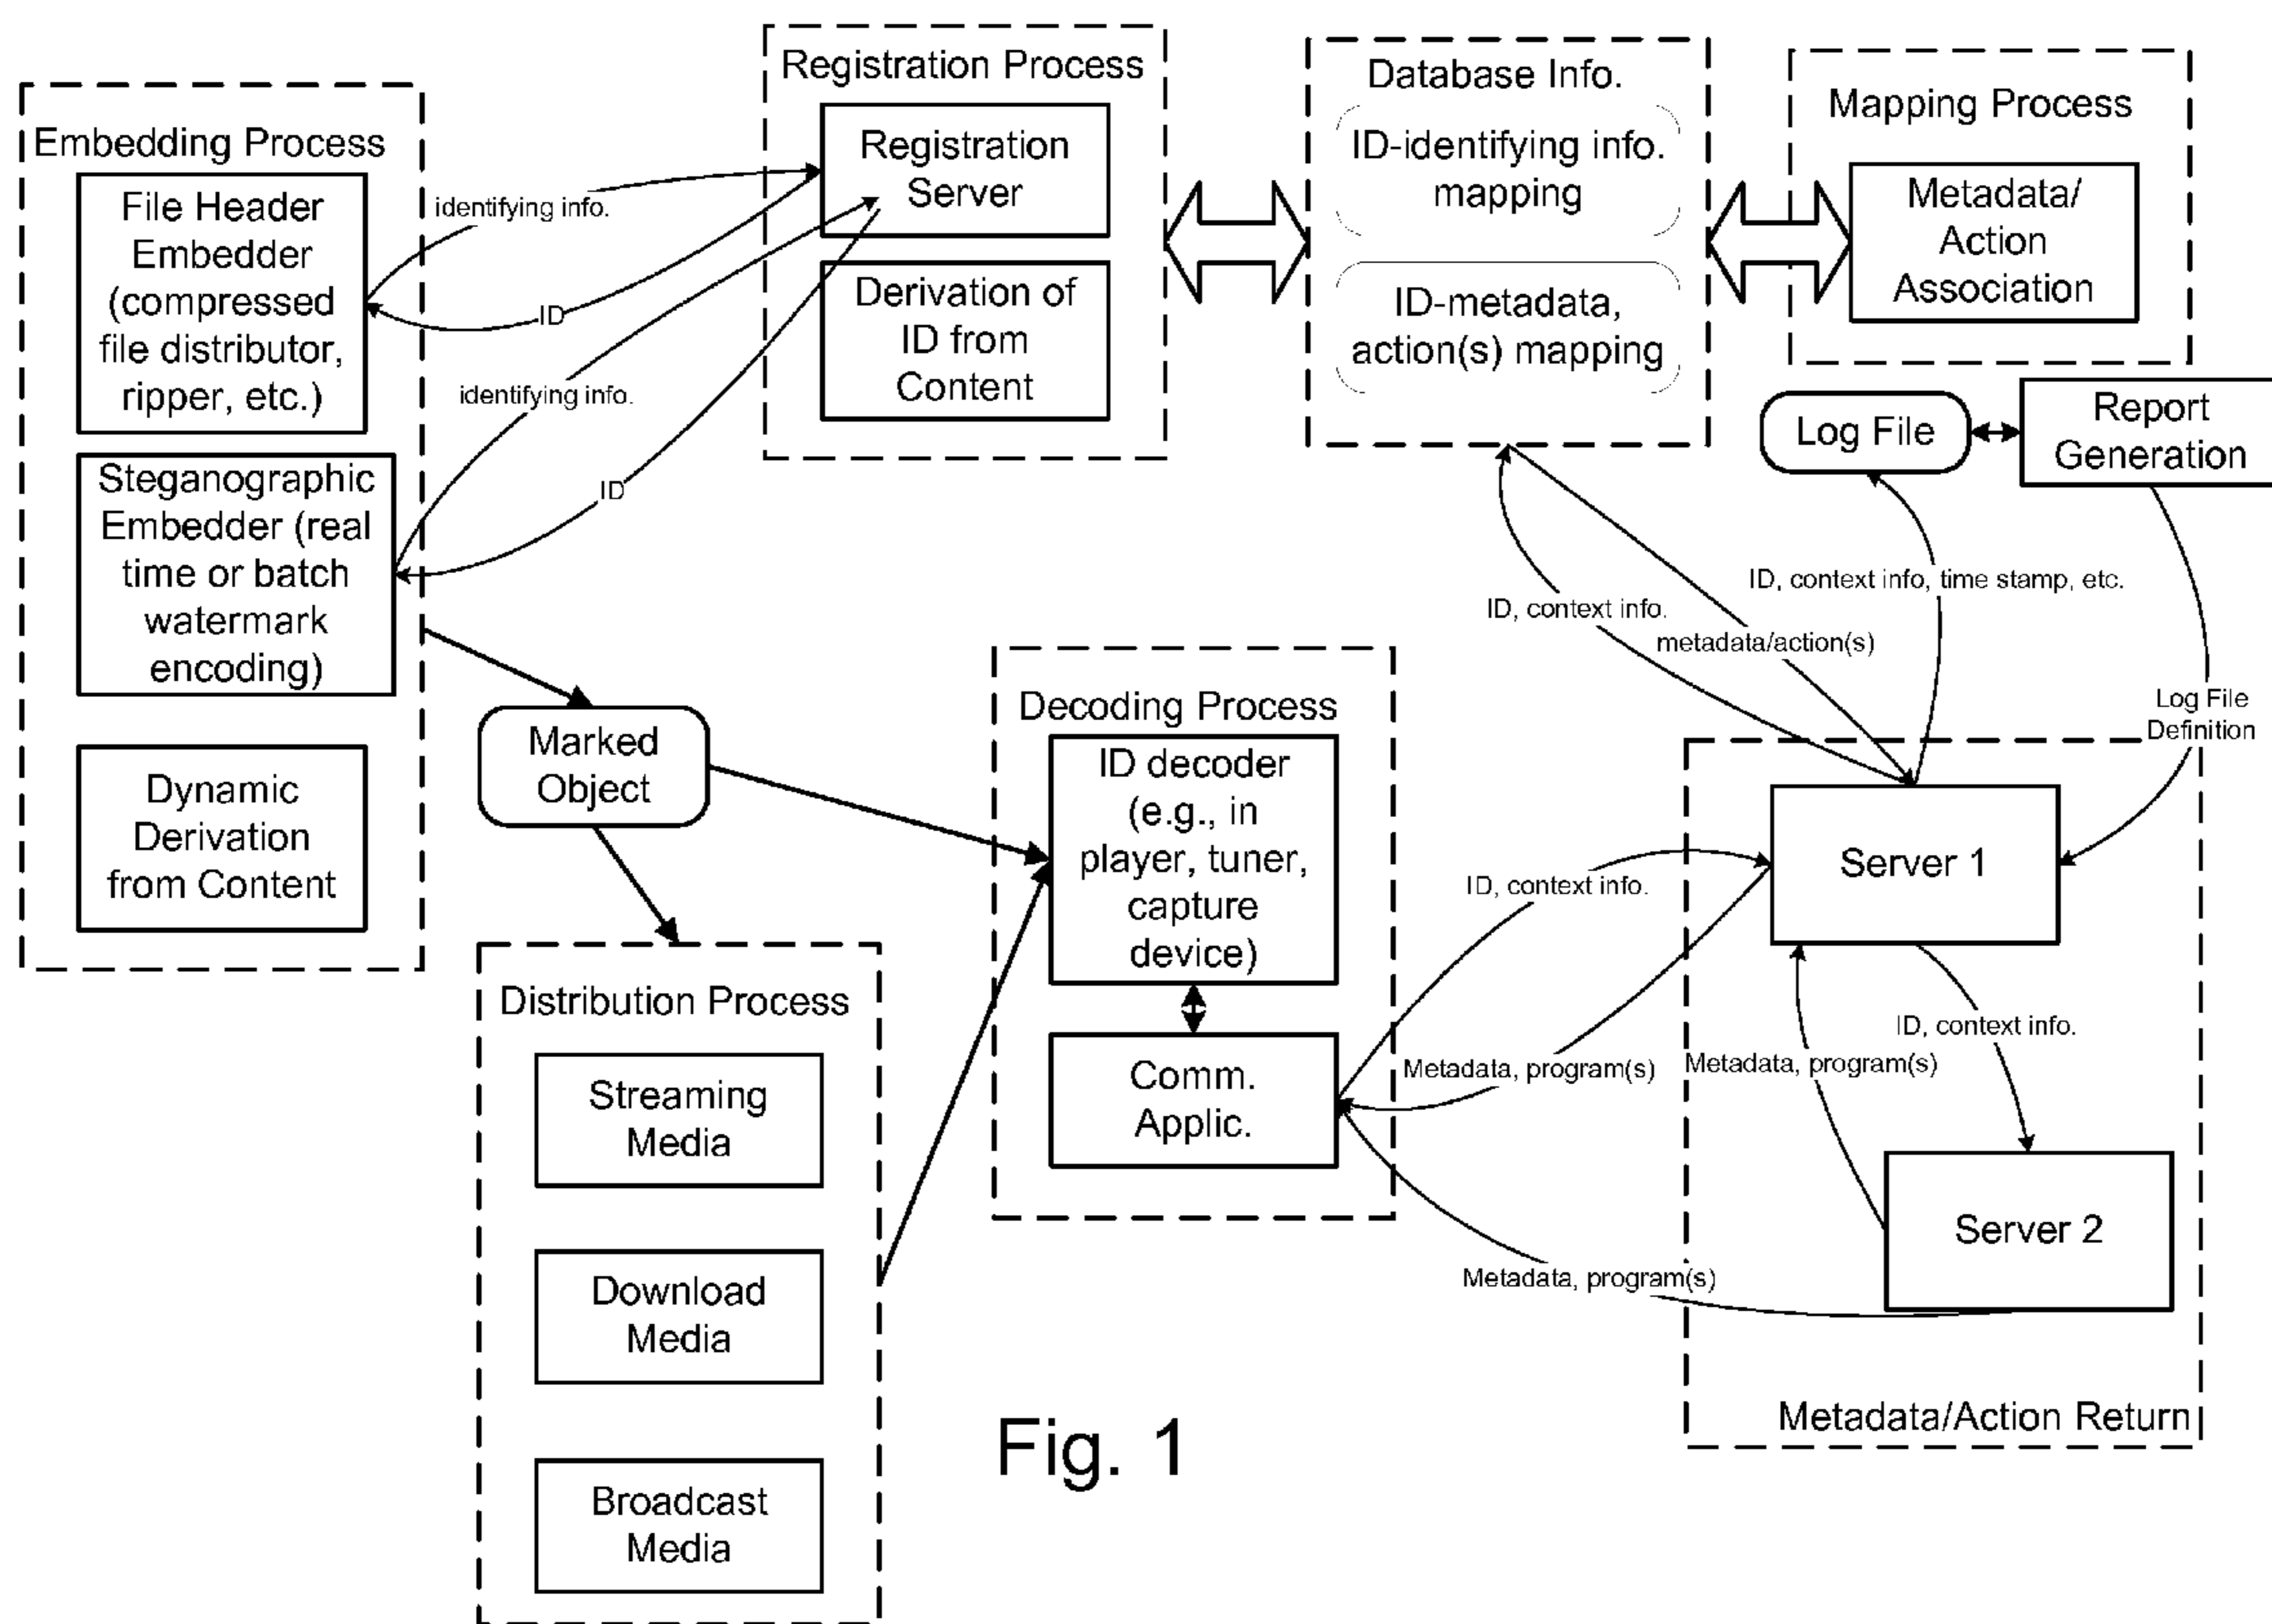 Embedding Process
File Header
Embedder
(compressed
file distributor,
ripper, etc.)
Steganographic
Embedder (real
time or batch
watermark
encoding)
Dynamic
Derivation
from Content
identifying info.
ID
identifying info.
ID
Registration Process
Registration
Server
Derivation of
ID from
Content
Database Info.
ID-identifying info.
mapping
ID-metadata,
action(s) mapping
Mapping Process
Metadata/
Action
Association
Log File
Report
Generation
ID, context info.
metadata/action(s)
ID, context info, time stamp, etc.
Log File
Definition
Marked
Object
Distribution Process
Streaming
Media
Download
Media
Broadcast
Media
Decoding Process
ID decoder
(e.g., in
player, tuner,
capture
device)
Comm.
Applic.
ID, context info.
Metadata, program(s)
Metadata, program(s)
Server 1
ID, context info.
Metadata, program(s)
Server 2
Metadata/Action Return
Fig. 1